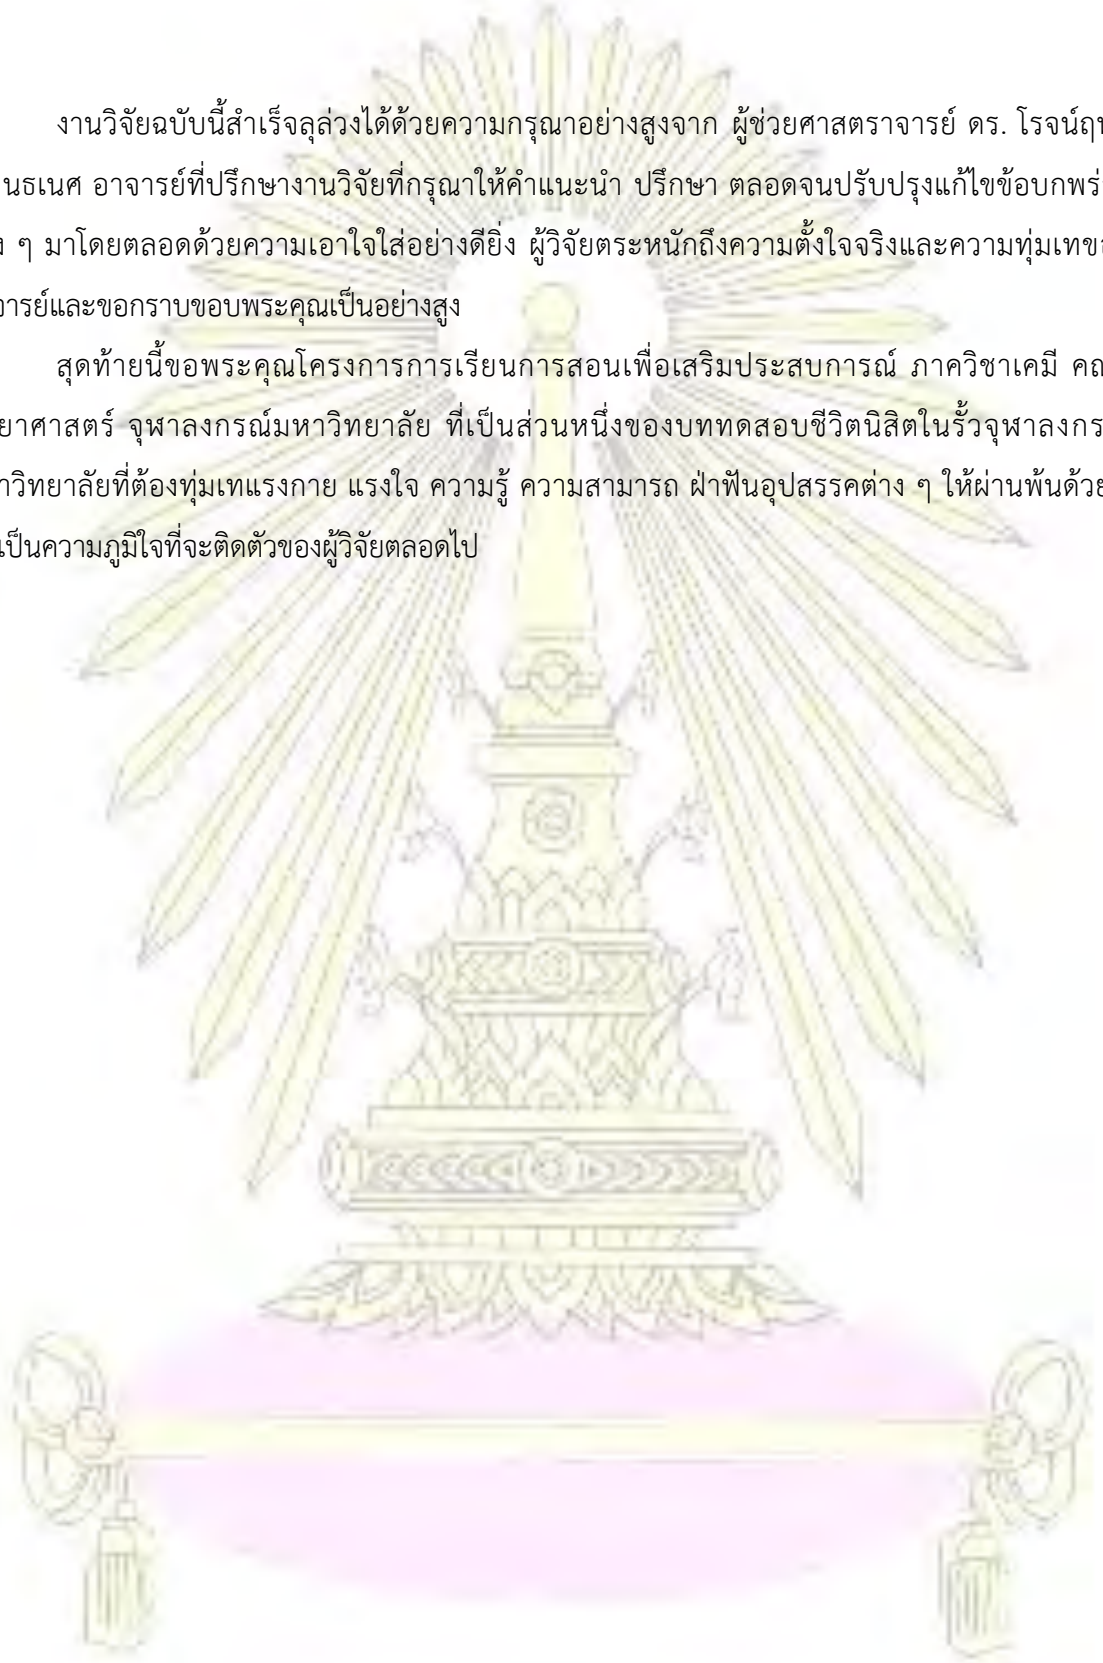 งานวิจัยฉบับนี้สำเร็จลุล่วงได้ด้วยความกรุณาอย่างสูงจาก ผู้ช่วยศาสตราจารย์ ดร. โรจน์ฤท
นธเนศ อาจารย์ที่ปรึกษางานวิจัยที่กรุณาให้คำแนะนำ ปรึกษา ตลอดจนปรับปรุงแก้ไขข้อบกพร่
ง ๆ มาโดยตลอดด้วยความเอาใจใส่อย่างดียิ่ง ผู้วิจัยตระหนักถึงความตั้งใจจริงและความทุ่มเทขอ
จารย์และขอกราบขอบพระคุณเป็นอย่างสูง
สุดท้ายนี้ขอพระคุณโครงการการเรียนการสอนเพื่อเสริมประสบการณ์ ภาควิชาเคมี คณ
ยาศาสตร์ จุฬาลงกรณ์มหาวิทยาลัย ที่เป็นส่วนหนึ่งของบททดสอบชีวิตนิสิตในรั้วจุฬาลงกร
าวิทยาลัยที่ต้องทุ่มเทแรงกาย แรงใจ ความรู้ ความสามารถ ฝ่าฟันอุปสรรคต่าง ๆ ให้ผ่านพ้นด้วย
เป็นความภูมิใจที่จะติดตัวของผู้วิจัยตลอดไป